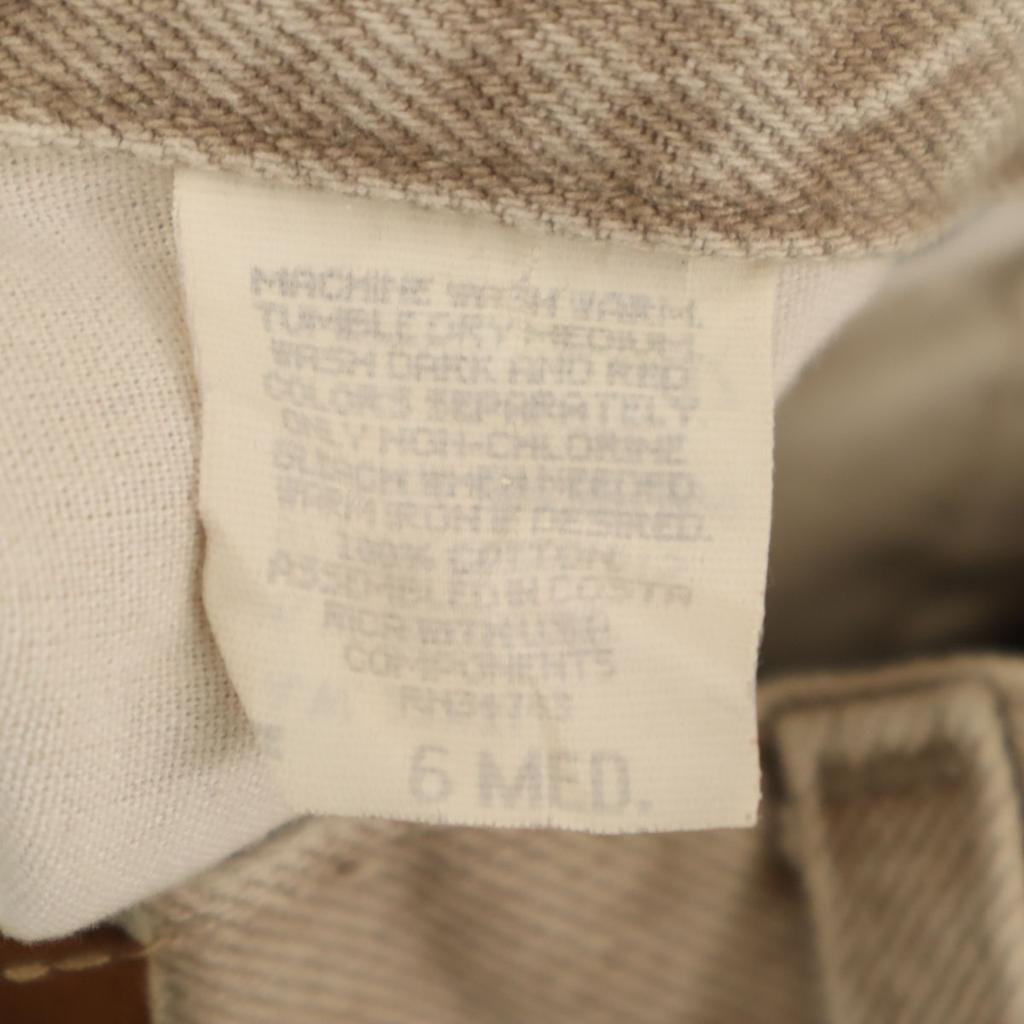 MACHINE WASH WARM.
TUMBLE DRY MEDIUM.
WASH DARK AND RED
COLORS SEPARATELY
ONLY NON-CHLORINE
BLEACH WHEN NEEDED.
WARM IRON IF DESIRED.
100% COTTON
ASSEMBLED IN COSTA
RICA WITH USA
COMPONENTS
6 MED.